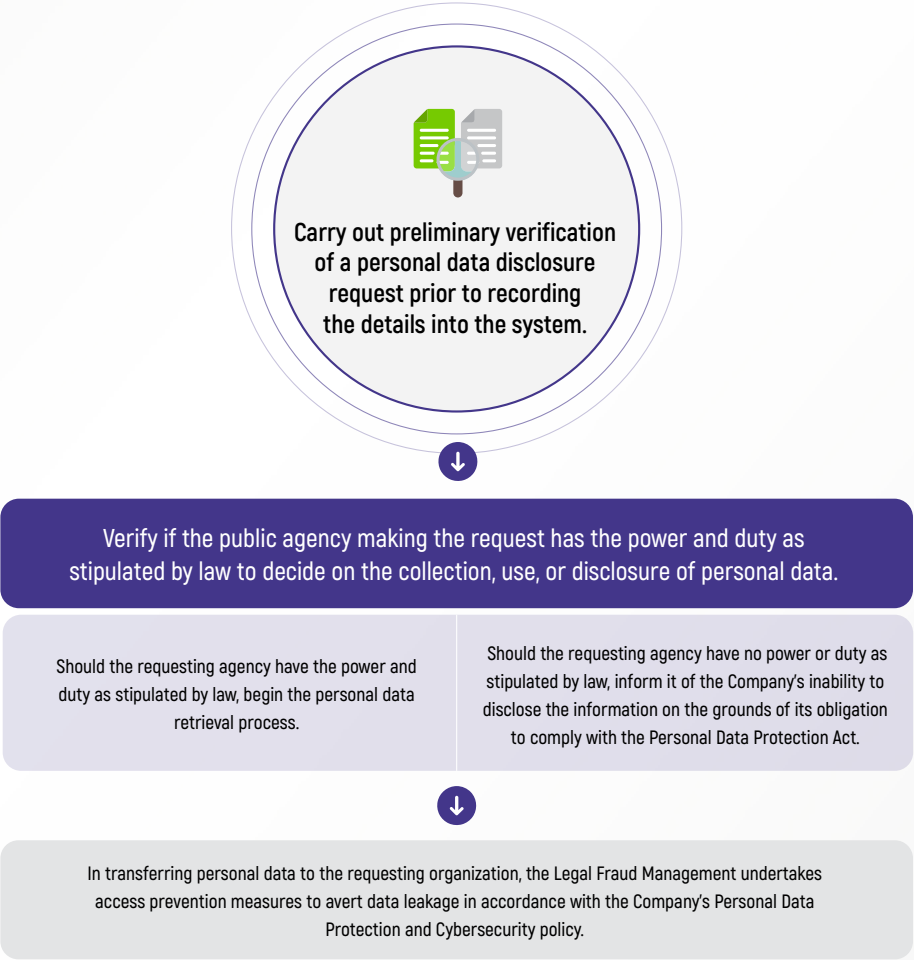 Carry out preliminary verification
of a personal data disclosure
request prior to recording
the details into the system.
Verify if the public agency making the request has the power and duty as
stipulated by law to decide on the collection, use, or disclosure of personal data.
Should the requesting agency have the power and
duty as stipulated by law, begin the personal data
retrieval process.
Should the requesting agency have no power or duty as
stipulated by law, inform it of the Company's inability to
disclose the information on the grounds of its obligation
to comply with the Personal Data Protection Act.
In transferring personal data to the requesting organization, the Legal Fraud Management undertakes
access prevention measures to avert data leakage in accordance with the Company's Personal Data
Protection and Cybersecurity policy.